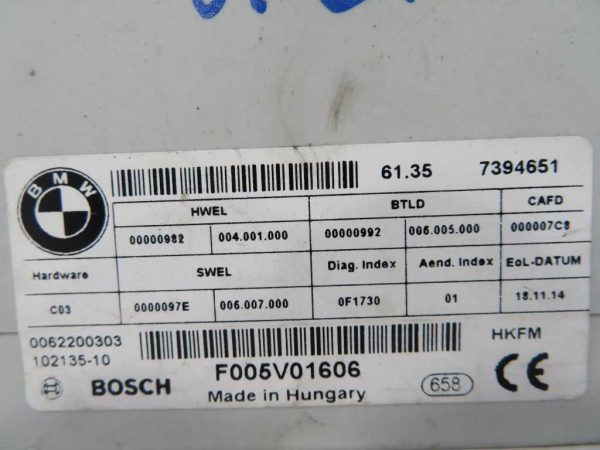 BMW
61.35 7394651
HWEL BTLD CAFD
00000982 004.001.000 00000992 006.005.000 000007C8
Hardware SWEL Diag. Index Aend. Index EoL-DATUM
C03 0000097E 006.007.000 0F1730 01 18.11.14
0062200303 HKFM
102135-10
BOSCH F005V01606 658 CE
Made in Hungary